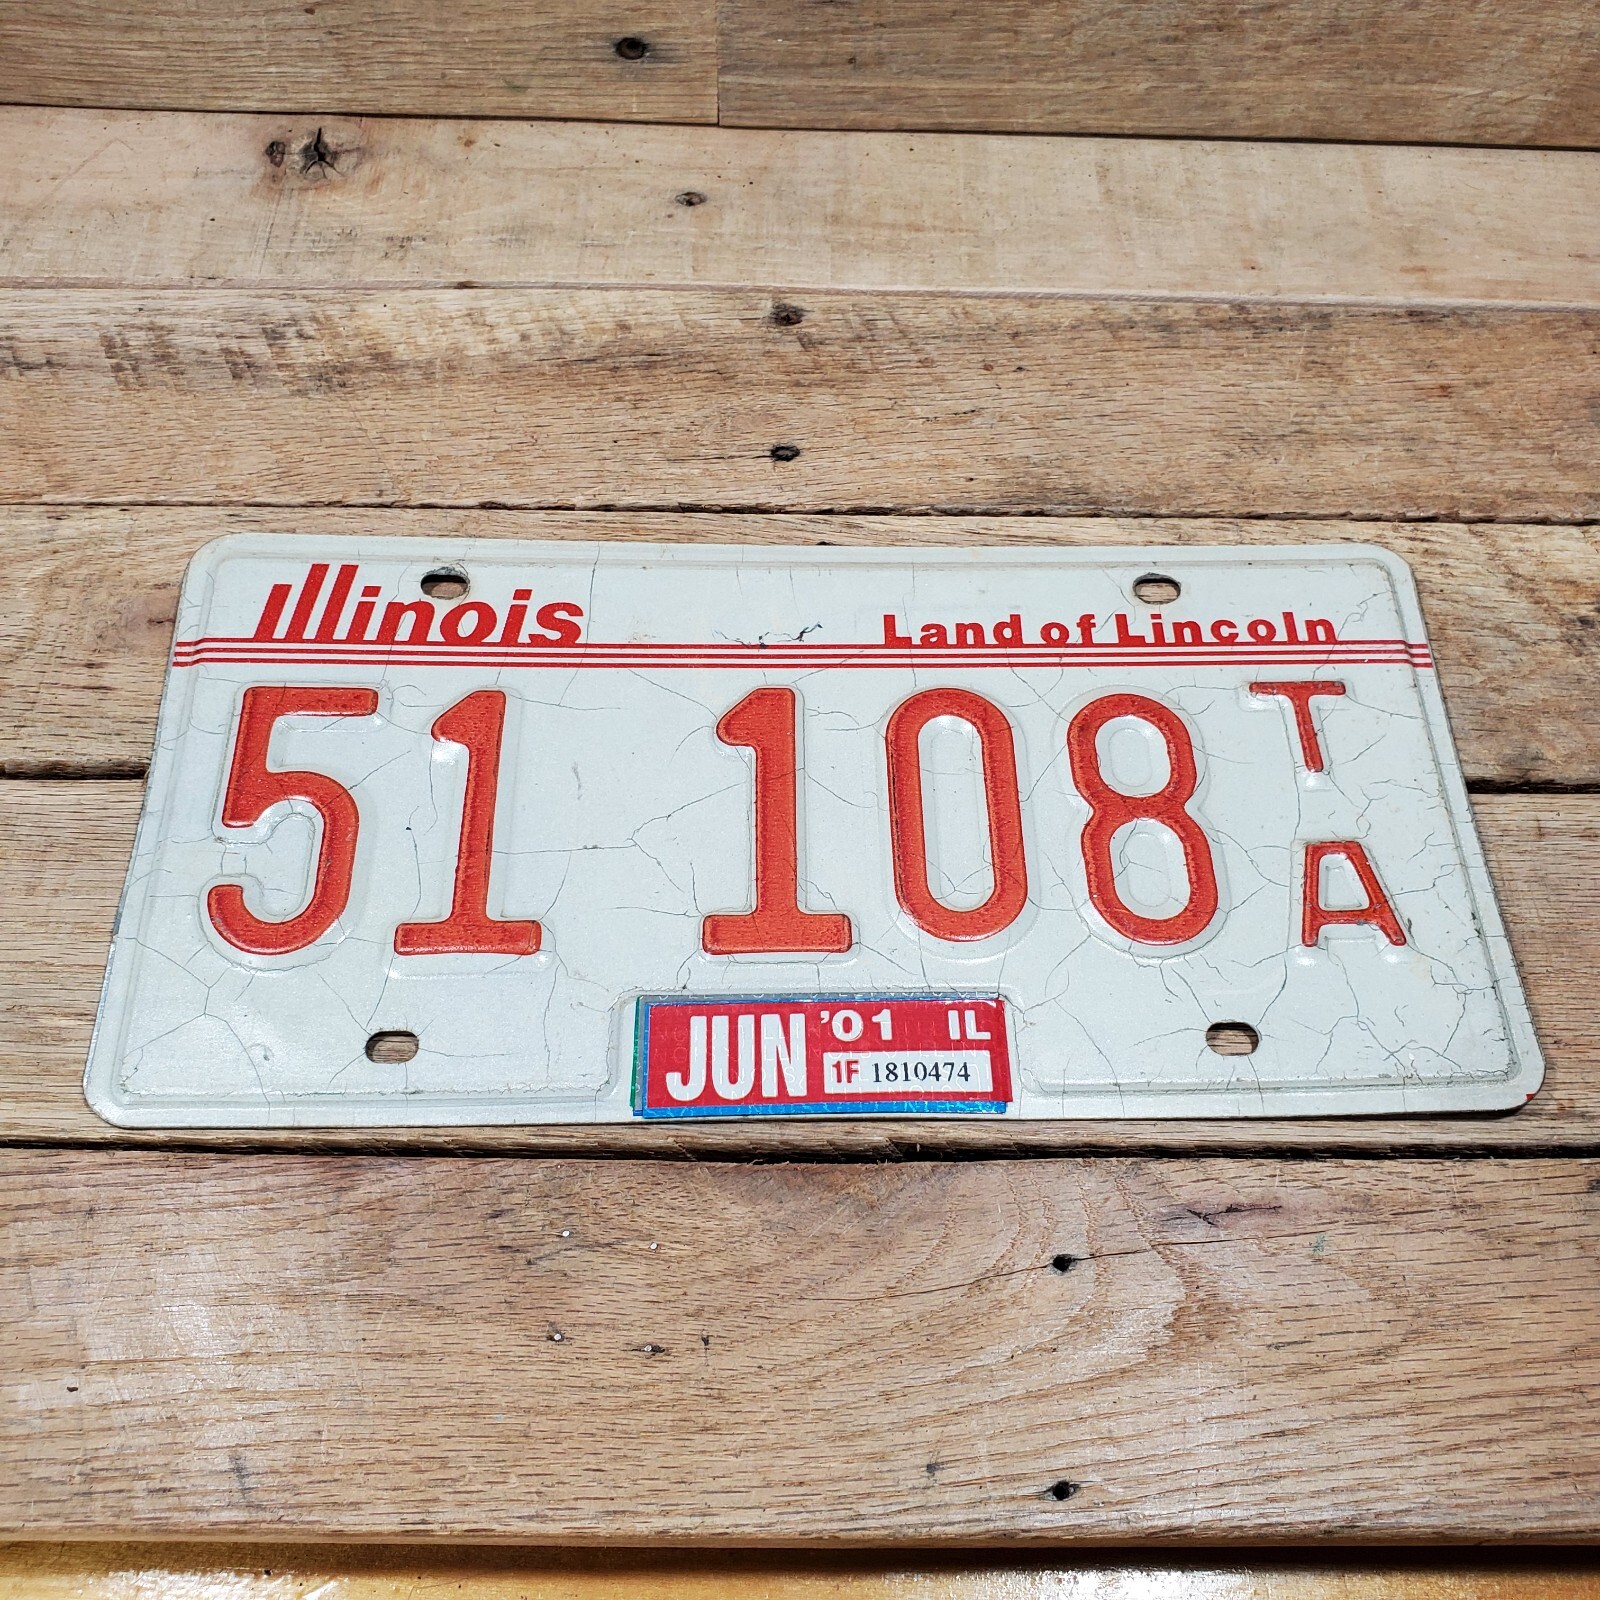 Illinois Land of Lincoln
51 108 TA
JUN '01 IL
1F 1810474